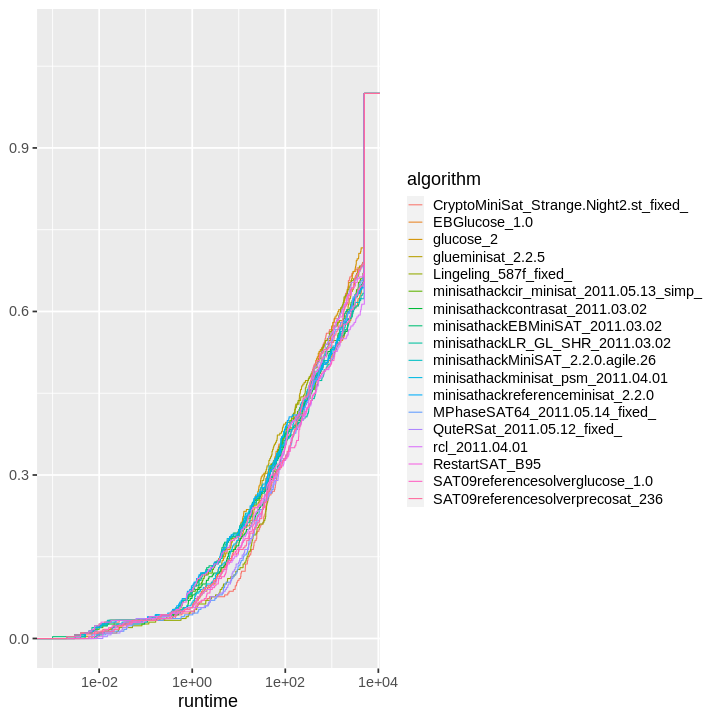 0.9
0.6
0.3
0.0
1e-02 1e+00 1e+02 1e+04
runtime
algorithm
CryptoMiniSat_Strange.Night2.st_fixed_
EBGlucose_1.0
glucose_2
glueminisat_2.2.5
Lingeling_587f_fixed_
minisathackcir_minisat_2011.05.13_simp_
minisathackcontrasat_2011.03.02
minisathackEBMiniSAT_2011.03.02
minisathackLR_GL_SHR_2011.03.02
minisathackMiniSAT_2.2.0.agile.26
minisathackminisat_psm_2011.04.01
minisathackreferenceminisat_2.2.0
MPhaseSAT64_2011.05.14_fixed_
QuteRSat_2011.05.12_fixed_
rcl_2011.04.01
RestartSAT_B95
SAT09referencesolverglucose_1.0
SAT09referencesolverprecosat_236